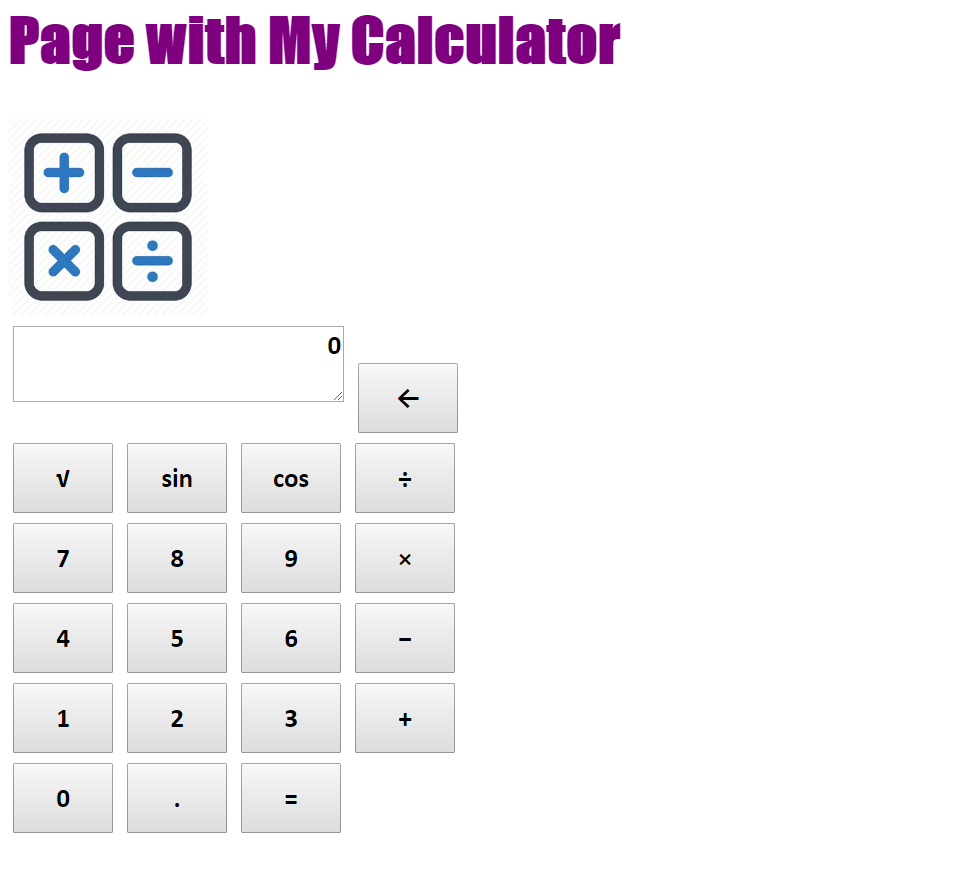 Page with My Calculator
+ −
× ÷
0
←
√ sin cos ÷
7 8 9 ×
4 5 6 −
1 2 3 +
0 . =